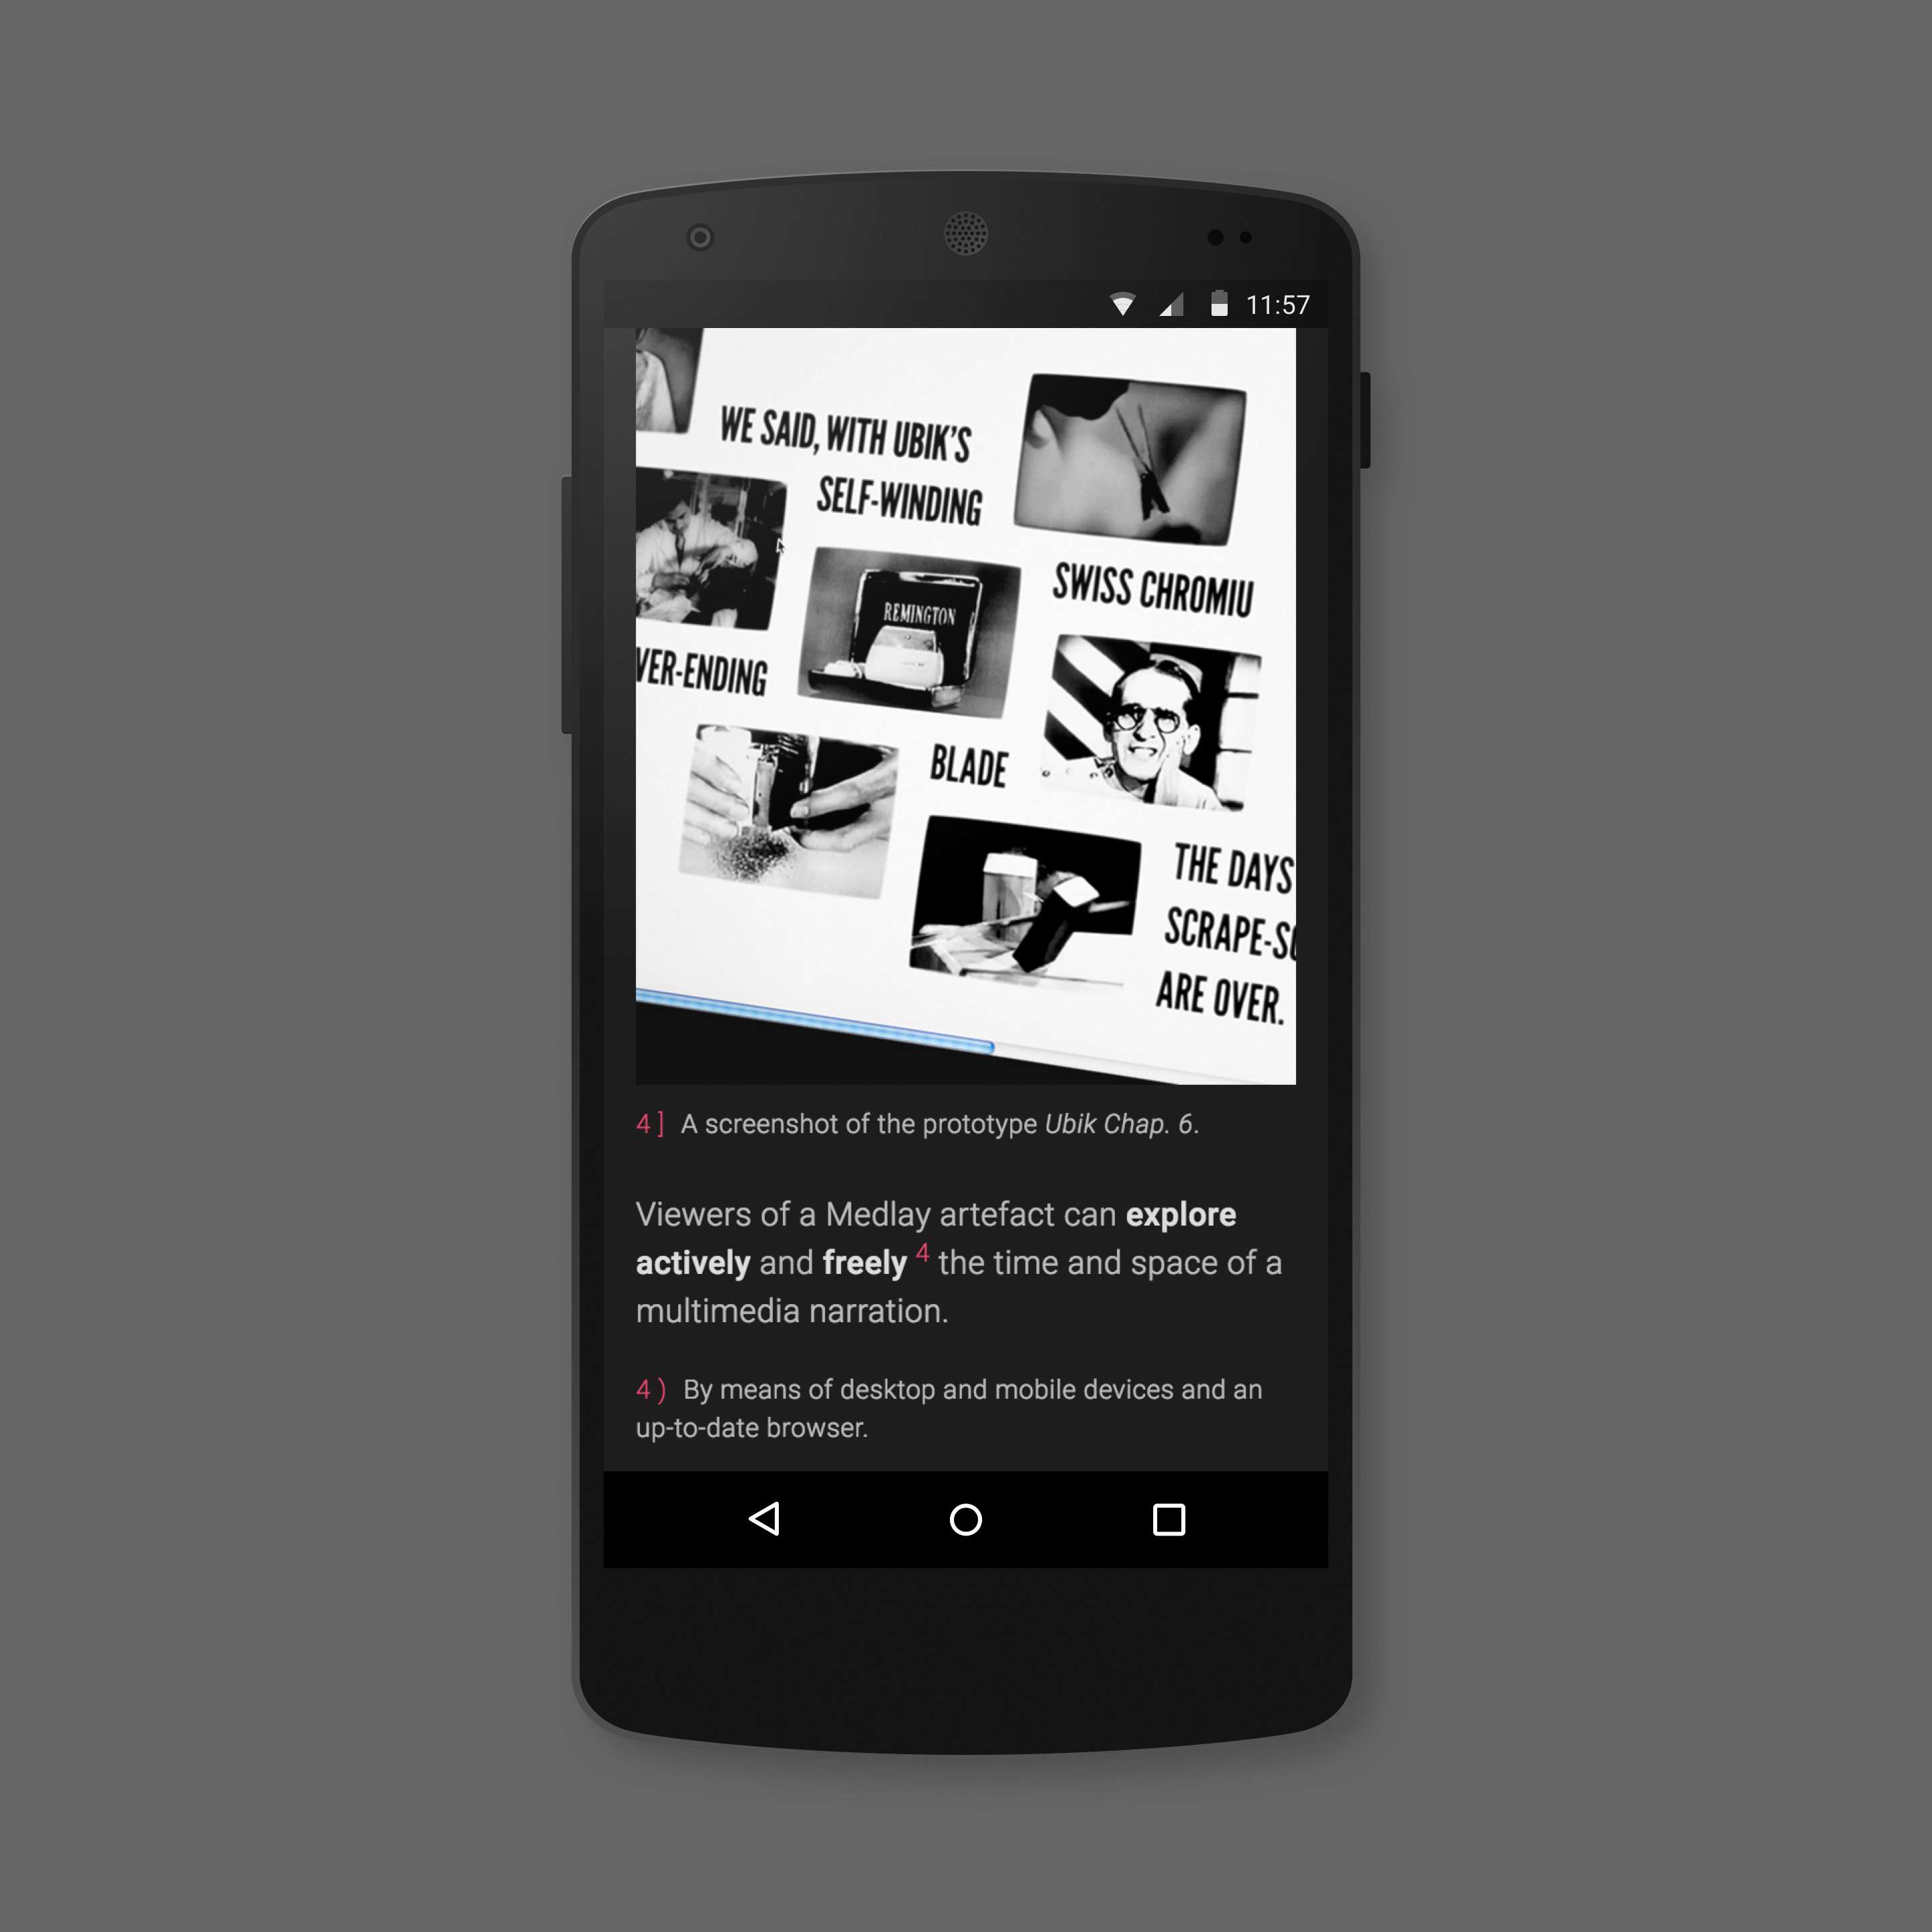 11:57
WE SAID, WITH UBIK'S
SELF-WINDING
SWISS CHROMIU
REMINGTON
VER-ENDING
BLADE
THE DAYS
SCRAPE-SC
ARE OVER.
4 ] A screenshot of the prototype Ubik Chap. 6.
Viewers of a Medlay artefact can explore
actively and freely 4 the time and space of a
multimedia narration.
4 ) By means of desktop and mobile devices and an
up-to-date browser.